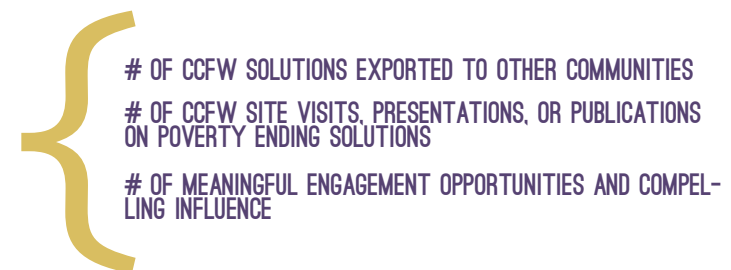 # OF CCFW SOLUTIONS EXPORTED TO OTHER COMMUNITIES
# OF CCFW SITE VISITS, PRESENTATIONS, OR PUBLICATIONS
ON POVERTY ENDING SOLUTIONS
# OF MEANINGFUL ENGAGEMENT OPPORTUNITIES AND COMPEL-
LING INFLUENCE